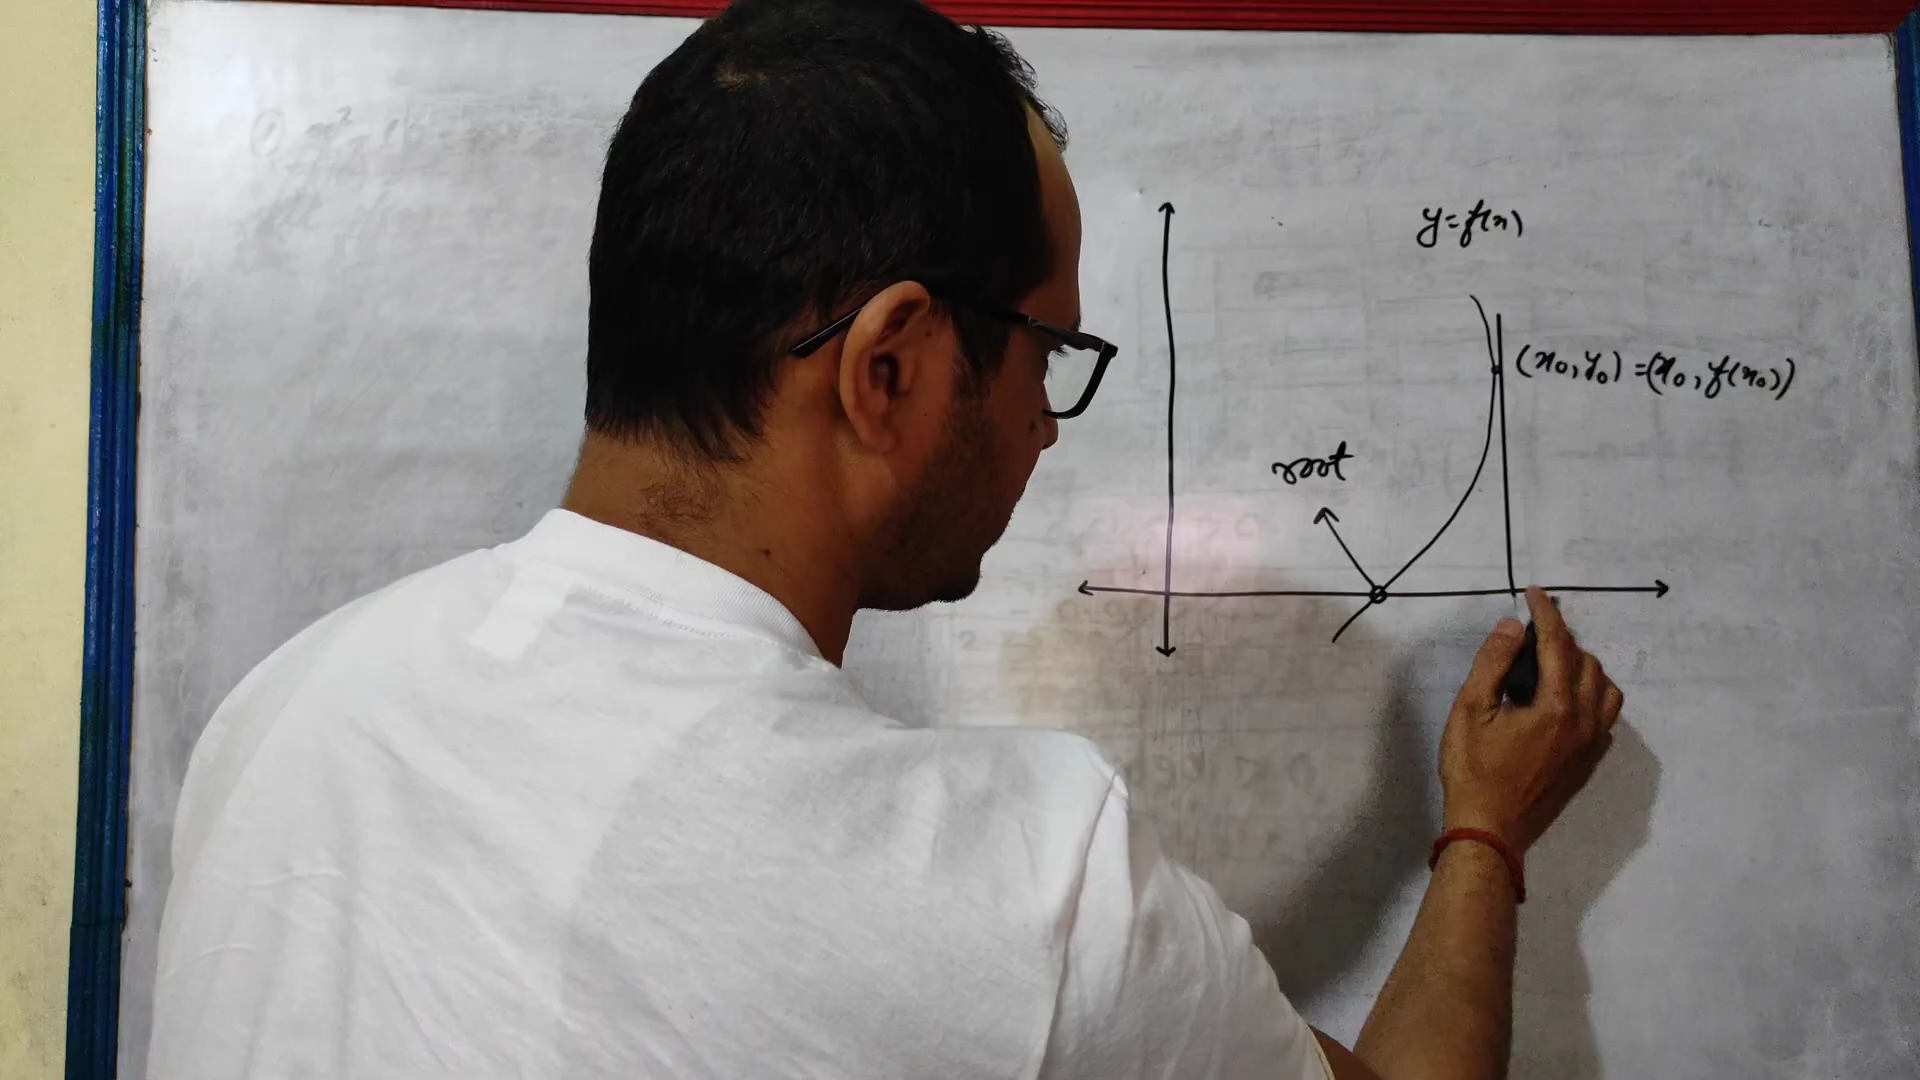 y=f(x)
(x₀, y₀) = (x₀, f(x₀))
root